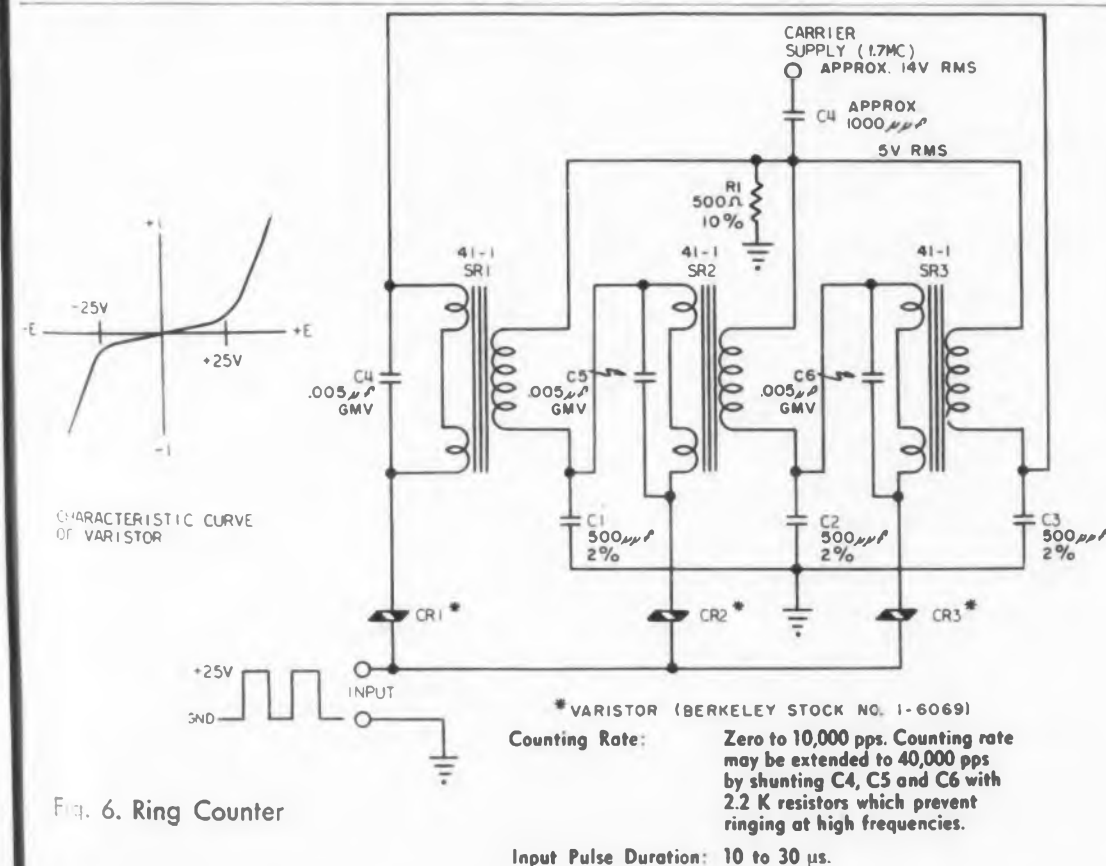 CARRIER
SUPPLY (1.7MC)
APPROX. 14V RMS
C4 APPROX
1000 μμf
5V RMS
R1
500Ω
10%
+I
-25V
-E
+E
+25V
-I
CHARACTERISTIC CURVE
OF VARISTOR
41-1
SR1
41-1
SR2
41-1
SR3
C4
.005μf
GMV
C5
.005μf
GMV
C6
.005μf
GMV
C1
500μμf
2%
C2
500μμf
2%
C3
500μμf
2%
CR1*
CR2*
CR3*
+25V
GND
INPUT
*VARISTOR (BERKELEY STOCK NO. 1-6069)
Counting Rate: Zero to 10,000 pps. Counting rate
may be extended to 40,000 pps
by shunting C4, C5 and C6 with
2.2 K resistors which prevent
ringing at high frequencies.
Fig. 6. Ring Counter
Input Pulse Duration: 10 to 30 μs.